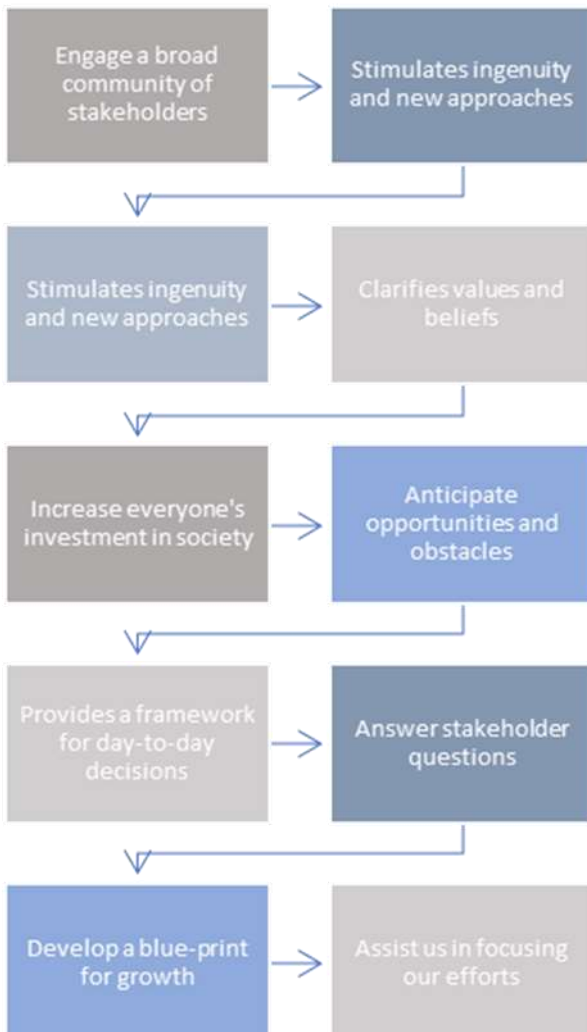 Engage a broad
community of
stakeholders
Stimulates ingenuity
and new approaches
Stimulates ingenuity
and new approaches
Clarifies values and
beliefs
Increase everyone's
investment in society
Anticipate
opportunities and
obstacles
Provides a framework
for day-to-day
decisions
Answer stakeholder
questions
Develop a blue-print
for growth
Assist us in focusing
our efforts